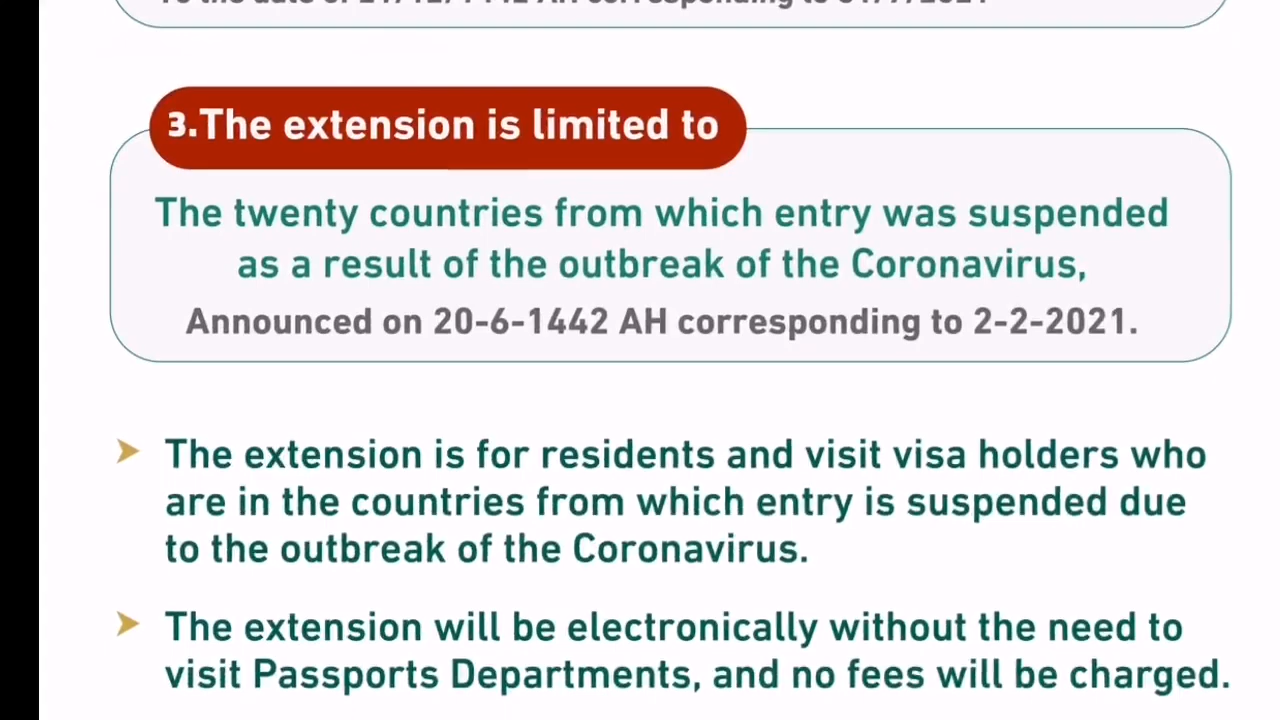 3.The extension is limited to
The twenty countries from which entry was suspended
as a result of the outbreak of the Coronavirus,
Announced on 20-6-1442 AH corresponding to 2-2-2021.
The extension is for residents and visit visa holders who
are in the countries from which entry is suspended due
to the outbreak of the Coronavirus.
The extension will be electronically without the need to
visit Passports Departments, and no fees will be charged.